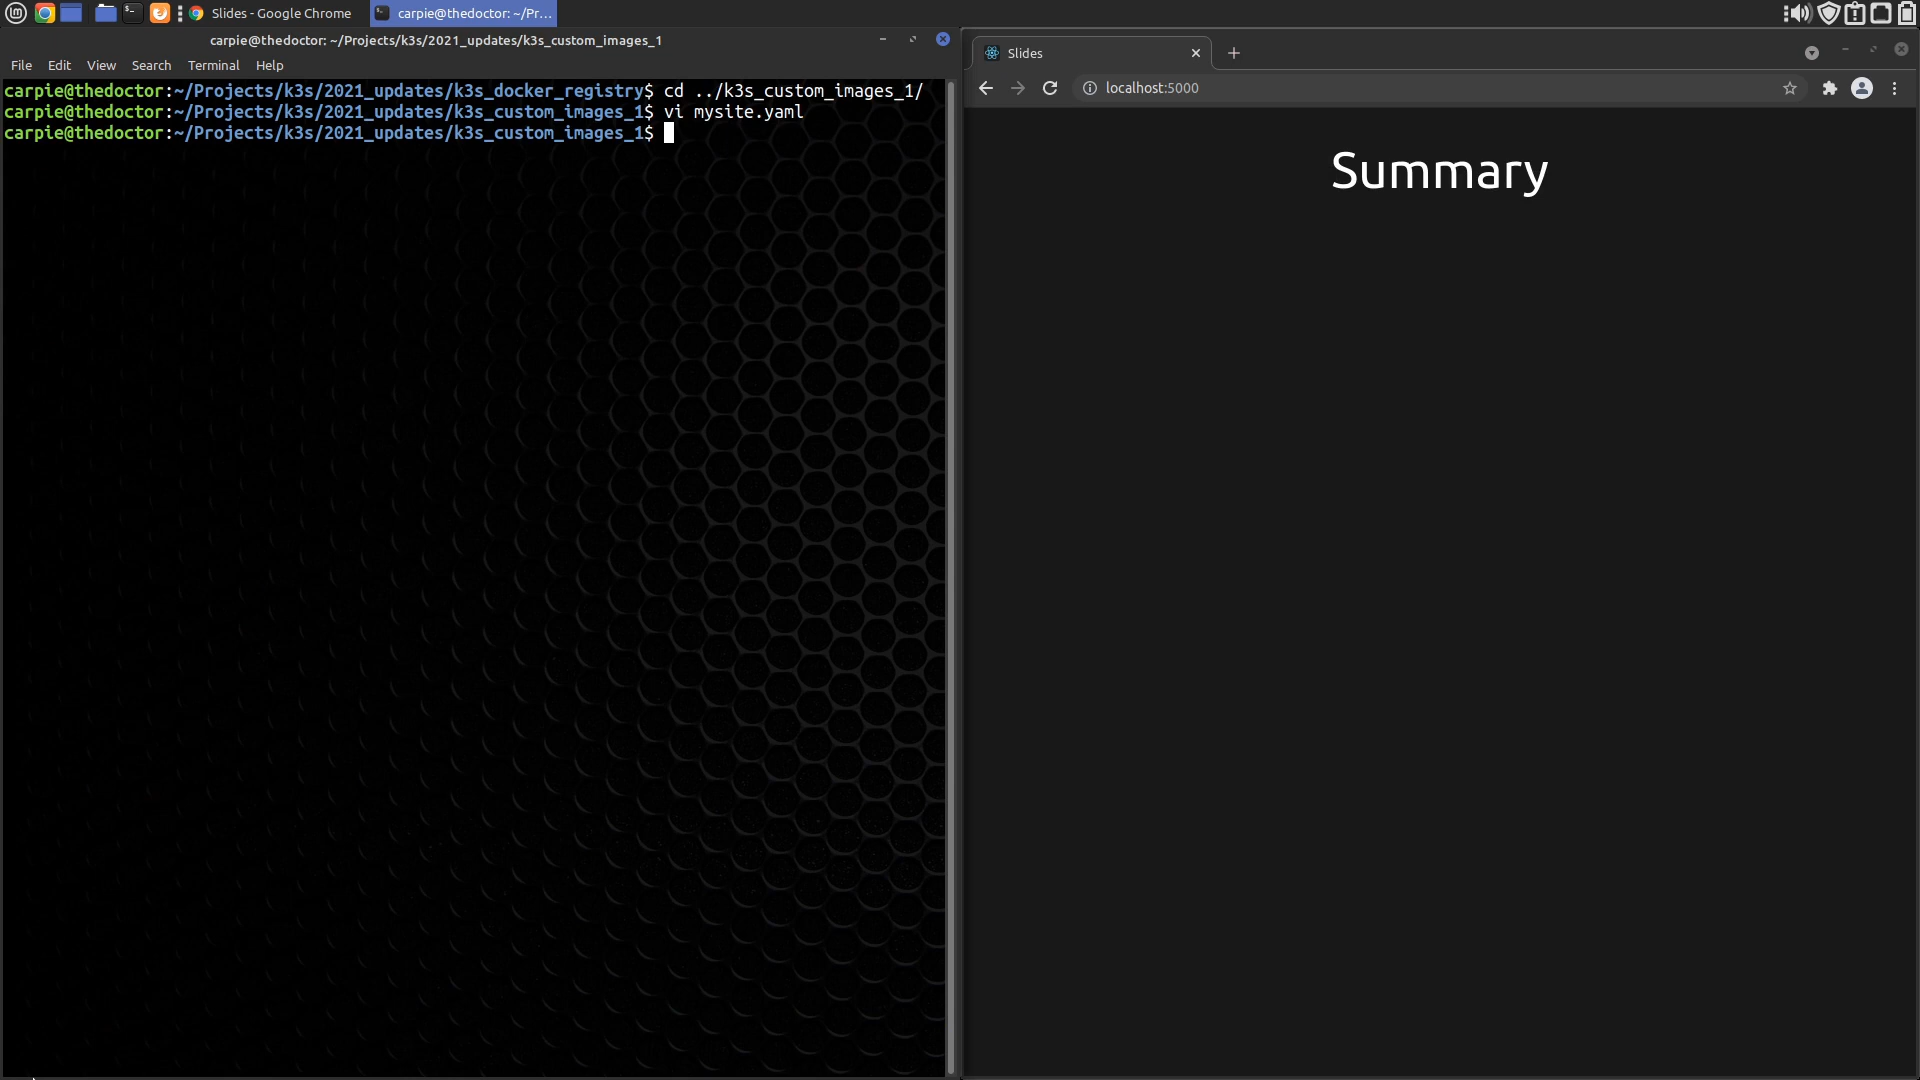 Slides - Google Chrome
carpie@thedoctor: ~/Pr...
carpie@thedoctor: ~/Projects/k3s/2021_updates/k3s_custom_images_1
File Edit View Search Terminal Help
carpie@thedoctor:~/Projects/k3s/2021_updates/k3s_docker_registry$ cd ../k3s_custom_images_1/
carpie@thedoctor:~/Projects/k3s/2021_updates/k3s_custom_images_1$ vi mysite.yaml
carpie@thedoctor:~/Projects/k3s/2021_updates/k3s_custom_images_1$
Slides
localhost:5000
Summary